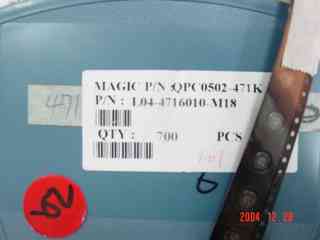 MAGIC P/N :QPC0502-471K
P/N : L04-4716010-M18
QTY : 700 PCS
471
2004 12 28